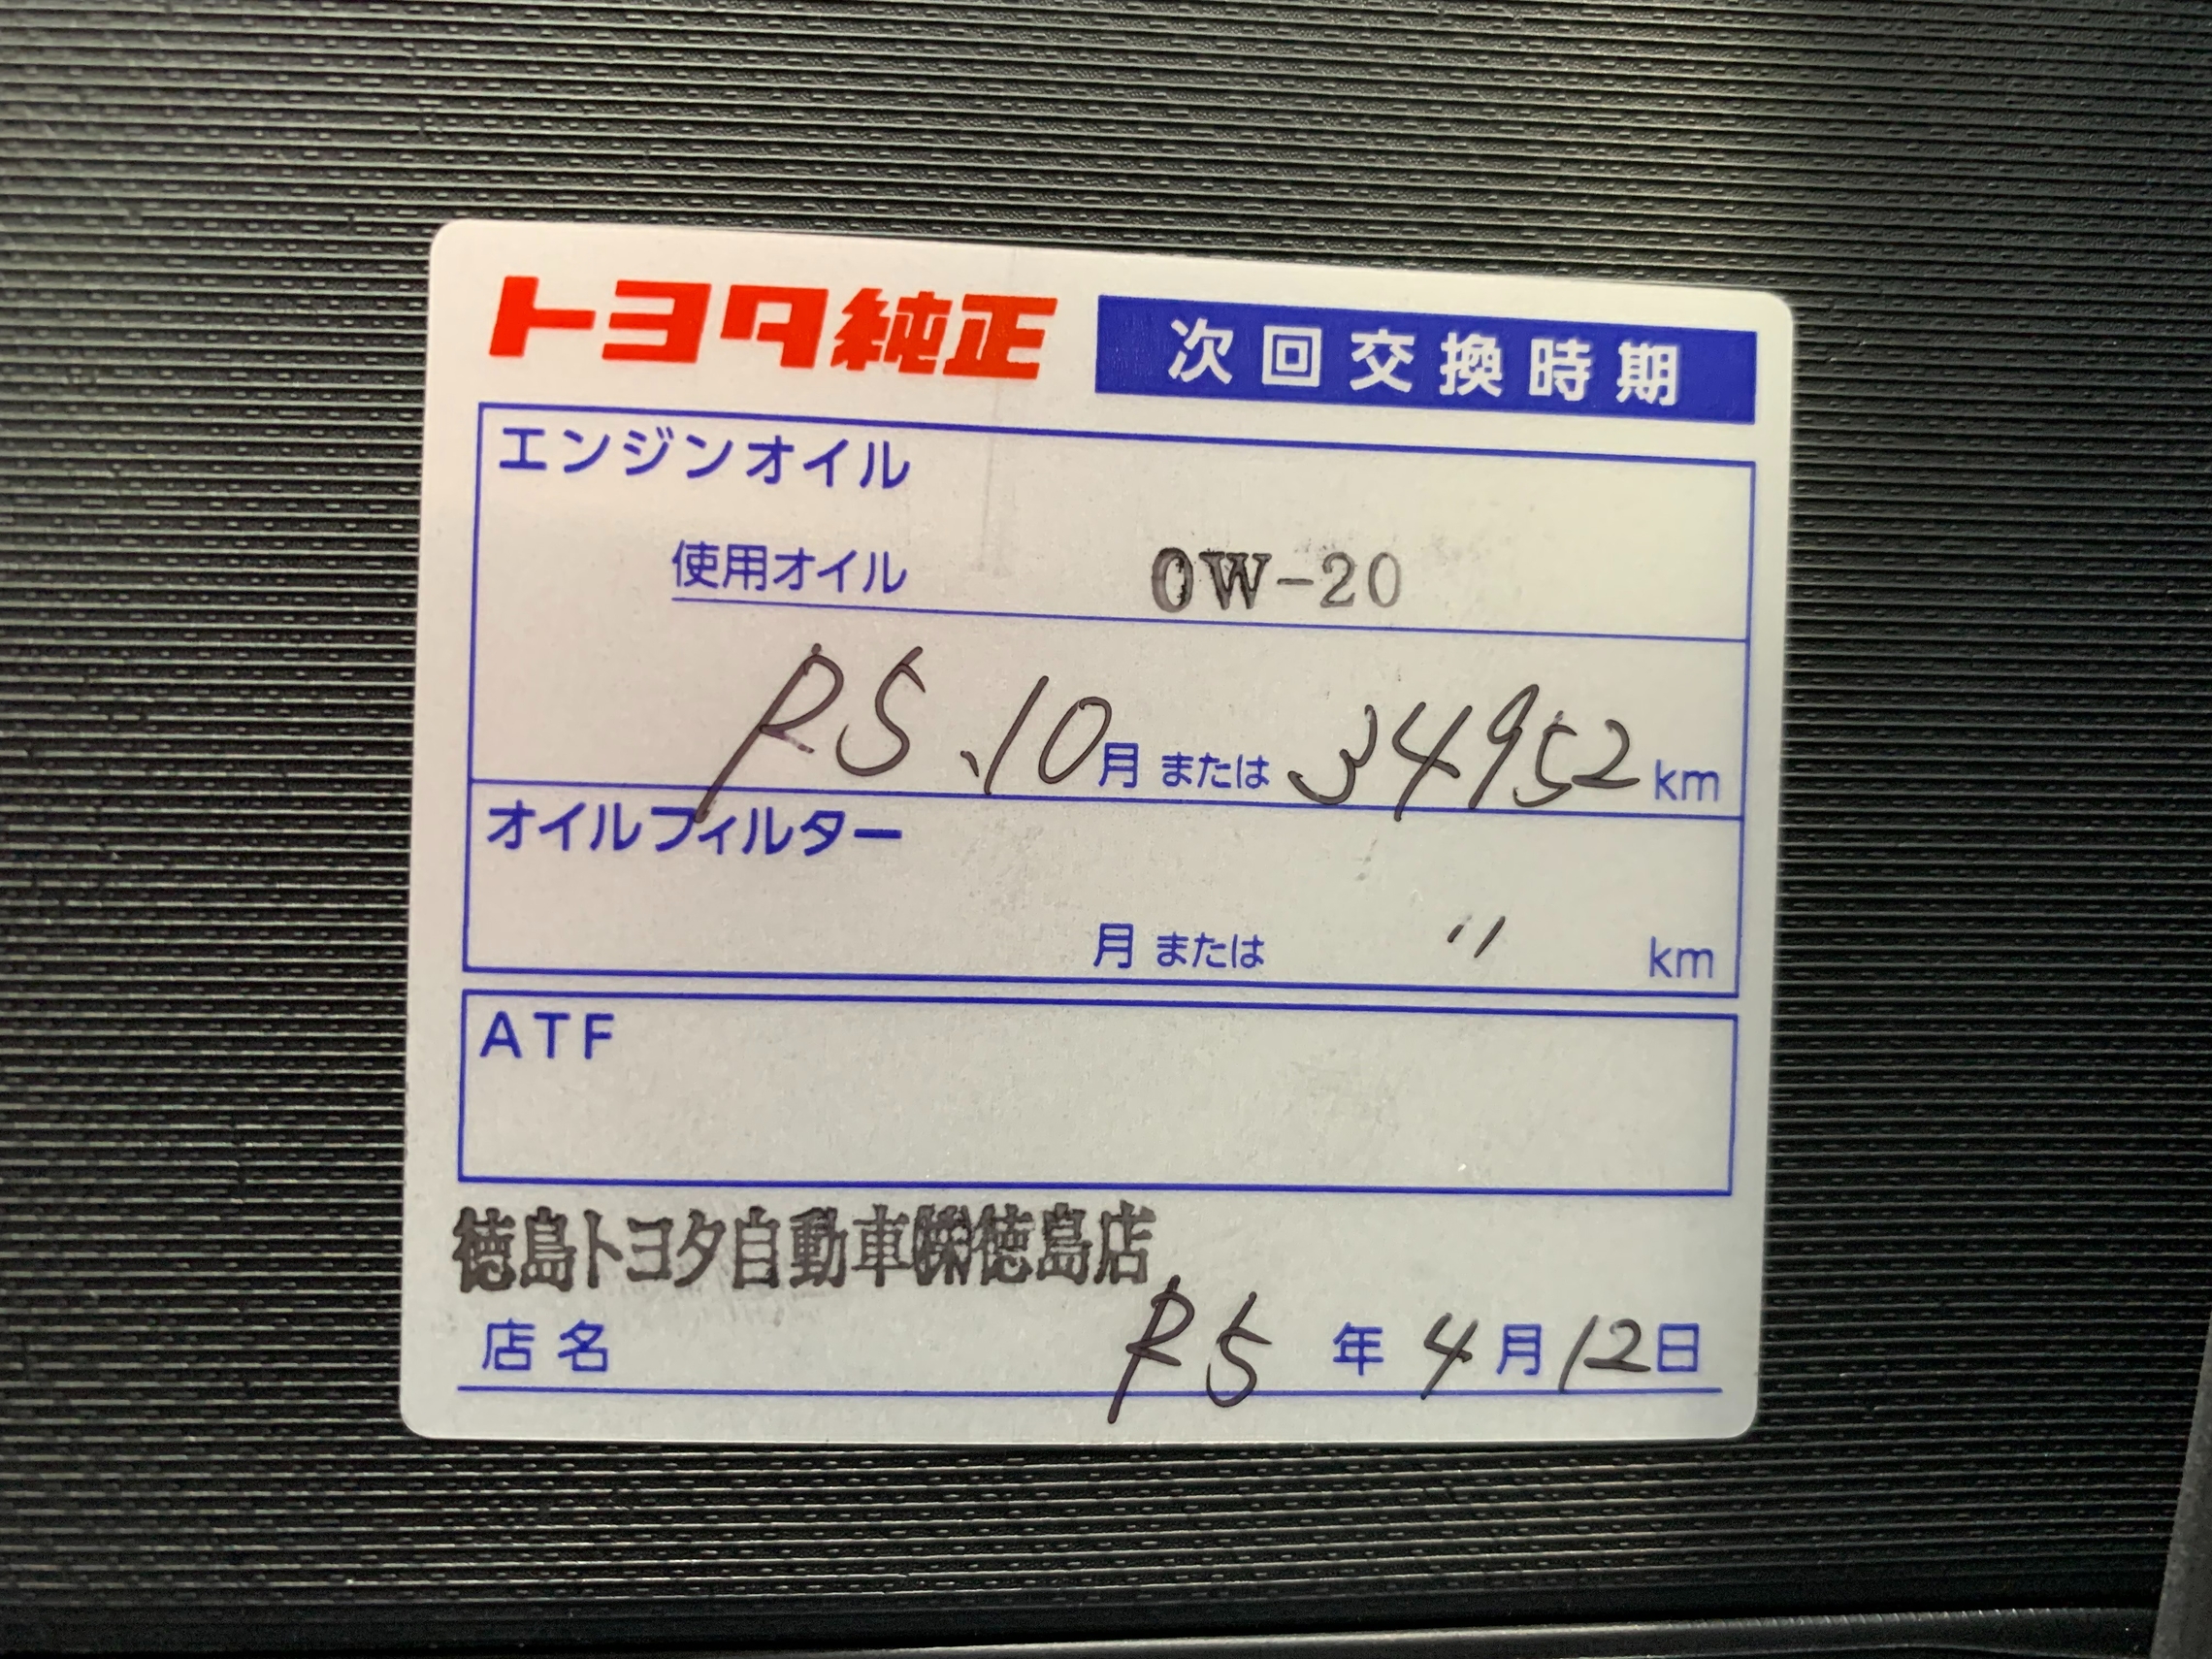 トヨタ純正 次回交換時期
エンジンオイル
使用オイル 0W-20
R5.10月 または 34952km
オイルフィルター
月 または 〃 km
ATF
徳島トヨタ自動車㈱徳島店
店名 R5年4月12日